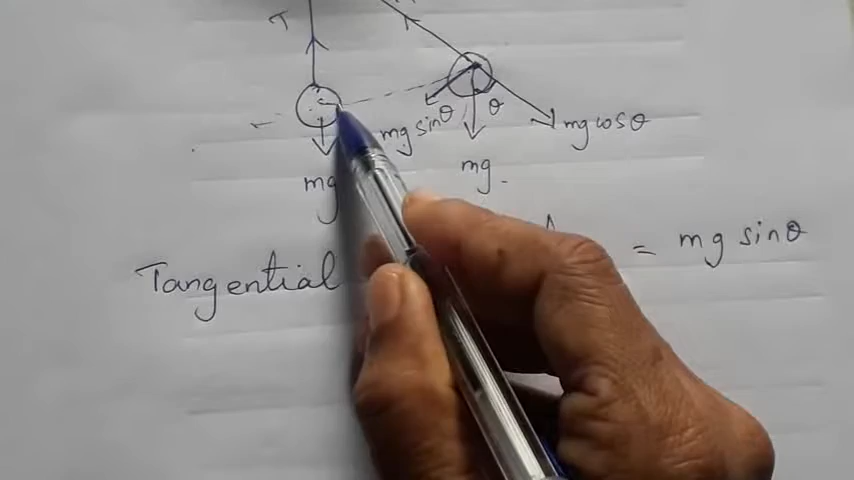 T
θ
mg sinθ
mg cosθ
mg
mg
= mg sinθ
Tangential